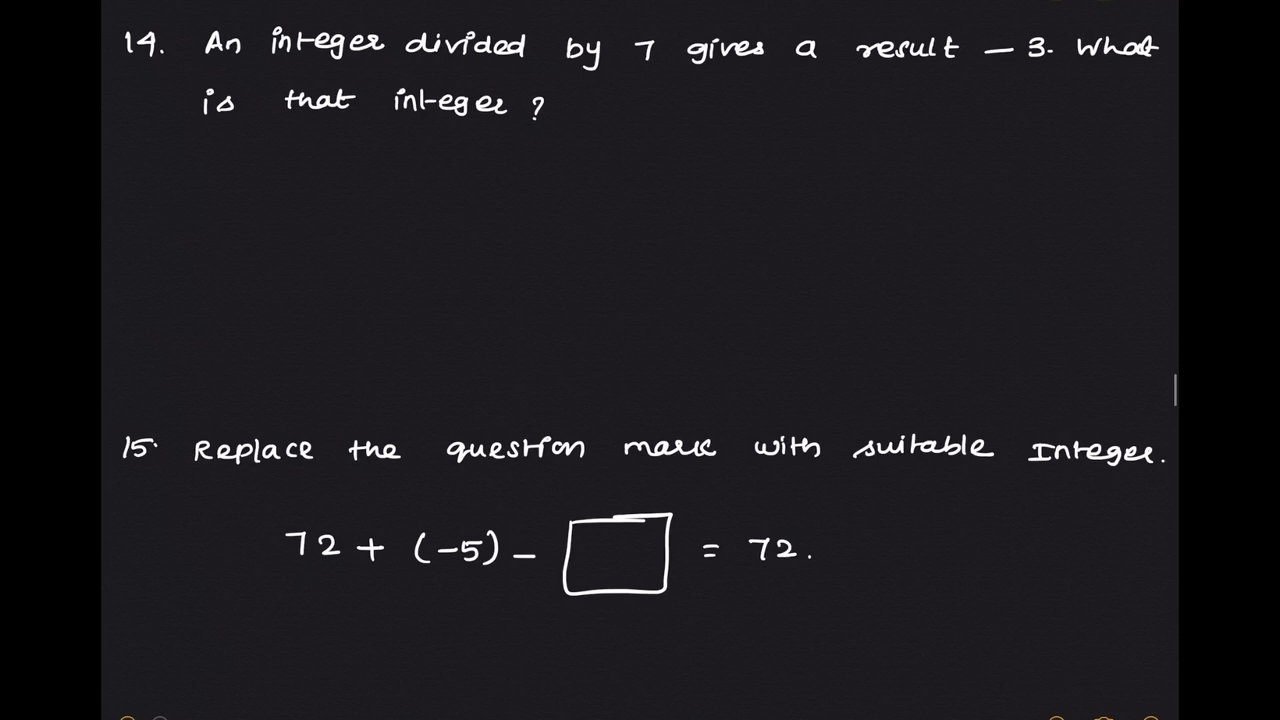 14. An integer divided by 7 gives a result - 3. What
is that integer ?
15. Replace the question mark with suitable Integer.
72 + (-5) - = 72.